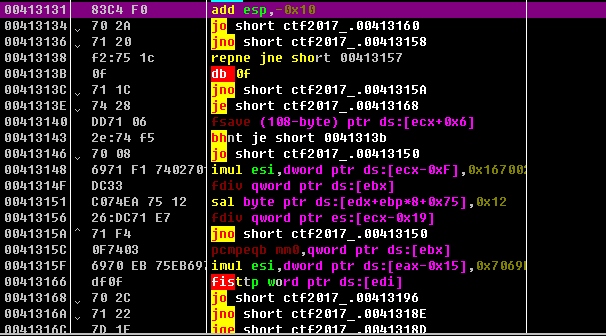 00413131 83C4 F0 add esp,-0x10
00413134 70 2A jo short ctf2017_.00413160
00413136 71 20 jno short ctf2017_.00413158
00413138 f2:75 1c repne jne short 00413157
0041313B 0f db 0f
0041313C 71 1C jno short ctf2017_.0041315A
0041313E 74 28 je short ctf2017_.00413168
00413140 DD71 06 fsave (108-byte) ptr ds:[ecx+0x6]
00413143 2e:74 f5 bhnt je short 0041313b
00413146 70 08 jo short ctf2017_.00413150
00413148 6971 F1 740270 imul esi,dword ptr ds:[ecx-0xF],0x167002
0041314F DC33 fdiv qword ptr ds:[ebx]
00413151 C074EA 75 12 sal byte ptr ds:[edx+ebp*8+0x75],0x12
00413156 26:DC71 E7 fdiv qword ptr es:[ecx-0x19]
0041315A 71 F4 jno short ctf2017_.00413150
0041315C 0F7403 pcmpeqb mm0,qword ptr ds:[ebx]
0041315F 6970 EB 75EB69 imul esi,dword ptr ds:[eax-0x15],0x7069
00413166 df0f fisttp word ptr ds:[edi]
00413168 70 2C jo short ctf2017_.00413196
0041316A 71 22 jno short ctf2017_.0041318E
0041316C 7D 1F jge short ctf2017_.0041318D